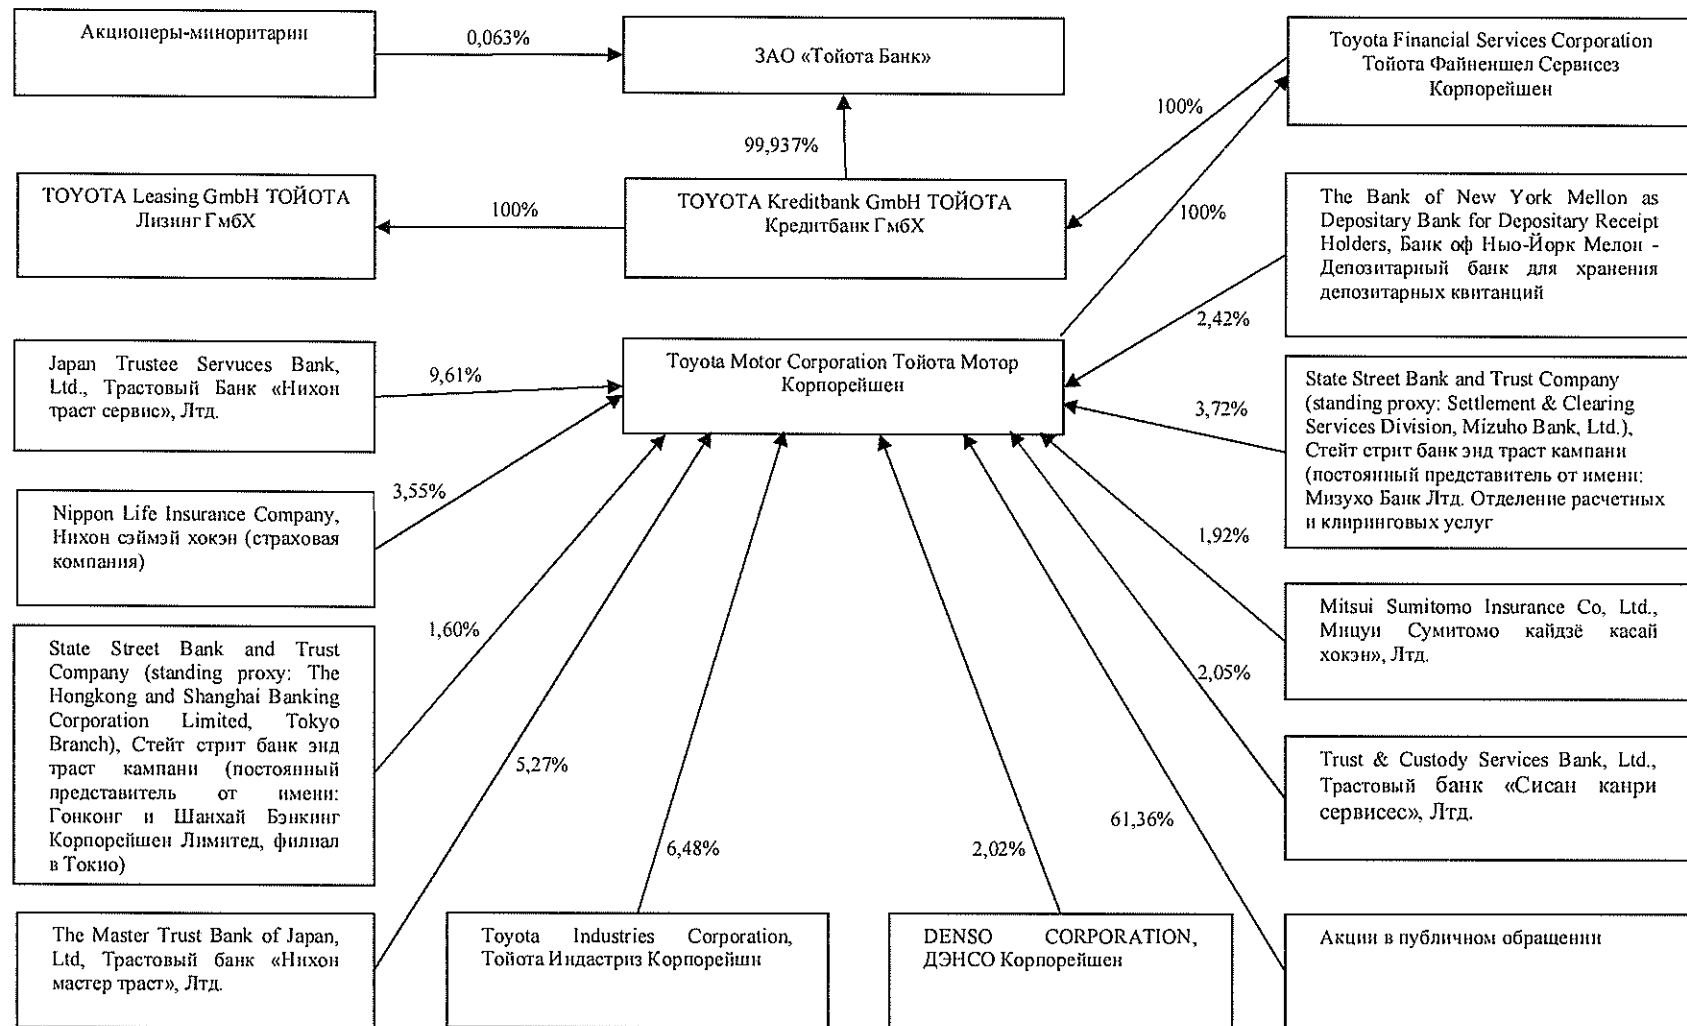 Акционеры-миноритарии
0,063%
ЗАО «Тойота Банк»
Toyota Financial Services Corporation
Тойота Файненшел Сервисез
Корпорейшен
100%
99,937%
TOYOTA Leasing GmbH ТОЙОТА
Лизинг ГмбХ
100%
TOYOTA Kreditbank GmbH ТОЙОТА
Кредитбанк ГмбХ
100%
The Bank of New York Mellon as
Depositary Bank for Depositary Receipt
Holders, Банк оф Нью-Йорк Мелон -
Депозитарный банк для хранения
депозитарных квитанций
2,42%
Japan Trustee Servuces Bank,
Ltd., Трастовый Банк «Нихон
траст сервис», Лтд.
9,61%
Toyota Motor Corporation Тойота Мотор
Корпорейшен
3,72%
State Street Bank and Trust Company
(standing proxy: Settlement & Clearing
Services Division, Mizuho Bank, Ltd.),
Стейт стрит банк энд траст кампани
(постоянный представитель от имени:
Мизухо Банк Лтд. Отделение расчетных
и клиринговых услуг
3,55%
Nippon Life Insurance Company,
Нихон сэймэй хокэн (страховая
компания)
1,92%
Mitsui Sumitomo Insurance Co, Ltd.,
Мицуи Сумитомо кайдзё касай
хокэн», Лтд.
1,60%
State Street Bank and Trust
Company (standing proxy: The
Hongkong and Shanghai Banking
Corporation Limited, Tokyo
Branch), Стейт стрит банк энд
траст кампани (постоянный
представитель от имени:
Гонконг и Шанхай Бэнкинг
Корпорейшен Лимитед, филиал
в Токио)
2,05%
Trust & Custody Services Bank, Ltd.,
Трастовый банк «Сисан канри
сервисес», Лтд.
5,27%
6,48%
2,02%
61,36%
The Master Trust Bank of Japan,
Ltd, Трастовый банк «Нихон
мастер траст», Лтд.
Toyota Industries Corporation,
Тойота Индастриз Корпорейшн
DENSO CORPORATION,
ДЭНСО Корпорейшен
Акции в публичном обращении